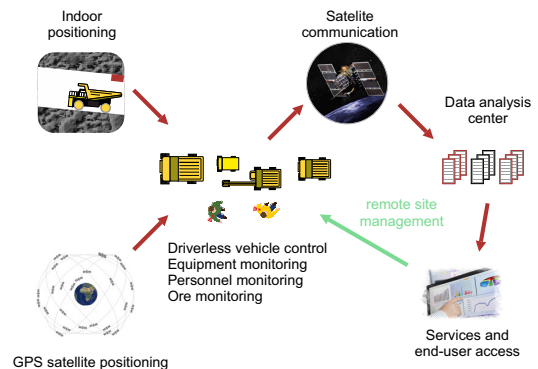 Indoor
positioning
Satelite
communication
Data analysis
center
remote site
management
Driverless vehicle control
Equipment monitoring
Personnel monitoring
Ore monitoring
GPS satellite positioning
Services and
end-user access